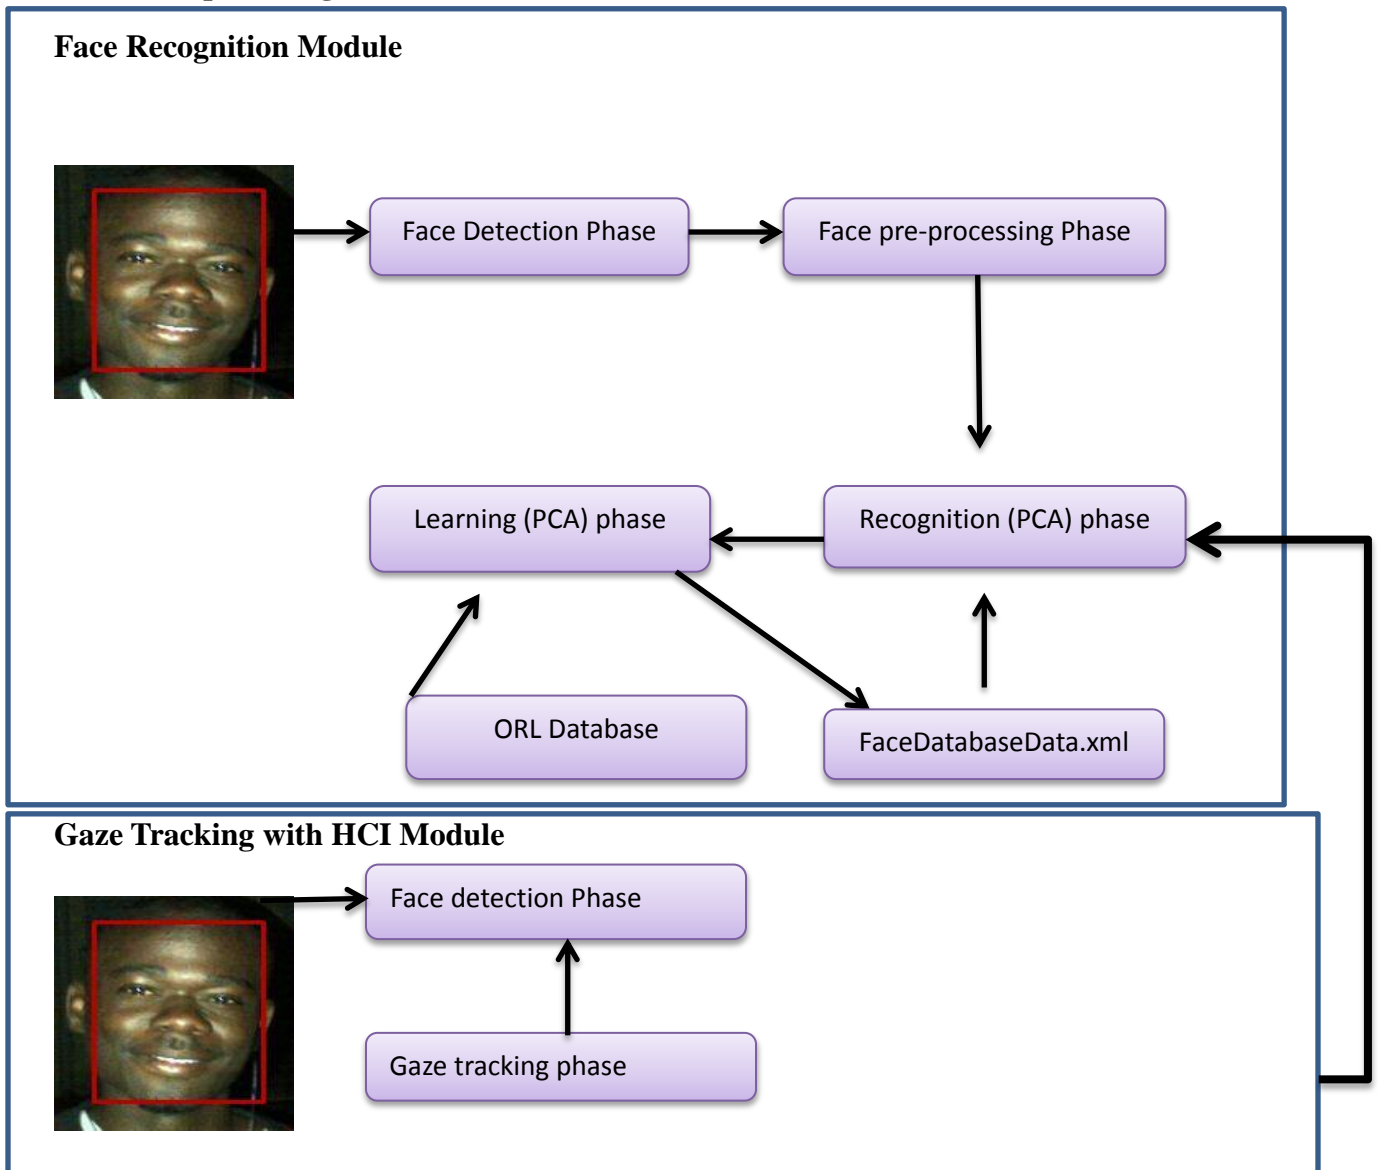 Face Recognition Module
Face Detection Phase
Face pre-processing Phase
Learning (PCA) phase
Recognition (PCA) phase
ORL Database
FaceDatabaseData.xml
Gaze Tracking with HCI Module
Face detection Phase
Gaze tracking phase